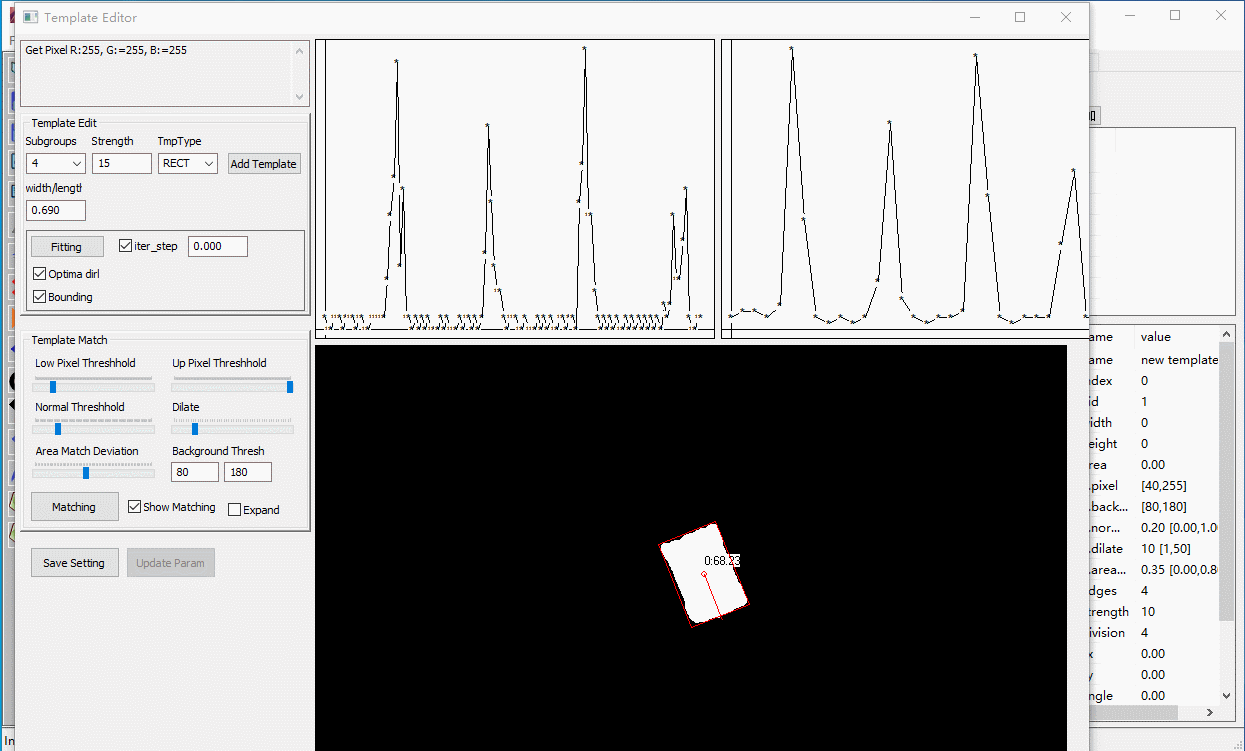 Template Editor
Get Pixel R:255, G:=255, B:=255
Template Edit
Subgroups Strength TmpType
4 15 RECT Add Template
width/length
0.690
Fitting iter_step 0.000
Optima dirl
Bounding
Template Match
Low Pixel Threshhold Up Pixel Threshhold
Normal Threshhold Dilate
Area Match Deviation Background Thresh
80 180
Matching Show Matching Expand
Save Setting Update Param
0:68.23
ame value
ame new template
ndex 0
id 1
idth 0
eight 0
rea 0.00
.pixel [40,255]
.back... [80,180]
.nor... 0.20 [0.00,1.0
.dilate 10 [1,50]
.area... 0.35 [0.00,0.8
dges 4
trength 10
ivision 4
x 0.00
y 0.00
ngle 0.00
In